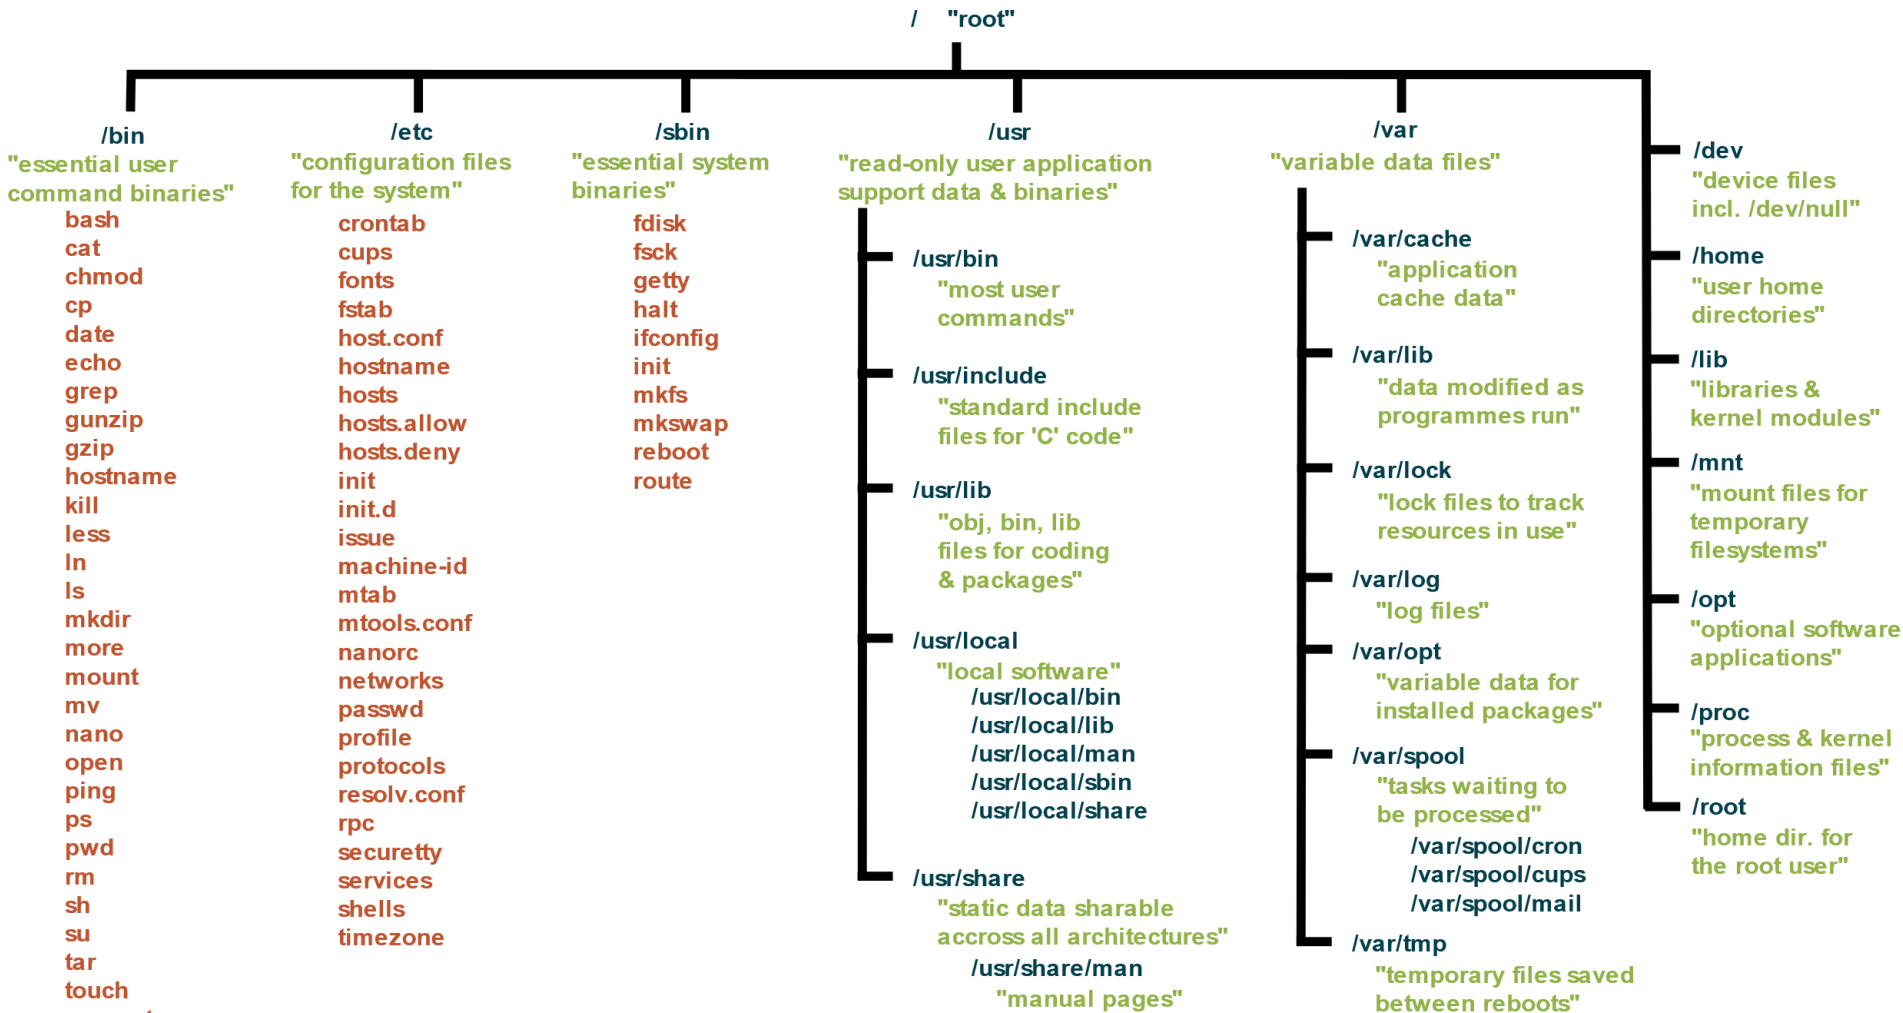 / "root"
/bin
"essential user
command binaries"
bash
cat
chmod
cp
date
echo
grep
gunzip
gzip
hostname
kill
less
ln
ls
mkdir
more
mount
mv
nano
open
ping
ps
pwd
rm
sh
su
tar
touch
/etc
"configuration files
for the system"
crontab
cups
fonts
fstab
host.conf
hostname
hosts
hosts.allow
hosts.deny
init
init.d
issue
machine-id
mtab
mtools.conf
nanorc
networks
passwd
profile
protocols
resolv.conf
rpc
securetty
services
shells
timezone
/sbin
"essential system
binaries"
fdisk
fsck
getty
halt
ifconfig
init
mkfs
mkswap
reboot
route
/usr
"read-only user application
support data & binaries"
/usr/bin
"most user
commands"
/usr/include
"standard include
files for 'C' code"
/usr/lib
"obj, bin, lib
files for coding
& packages"
/usr/local
"local software"
/usr/local/bin
/usr/local/lib
/usr/local/man
/usr/local/sbin
/usr/local/share
/usr/share
"static data sharable
accross all architectures"
/usr/share/man
"manual pages"
/var
"variable data files"
/var/cache
"application
cache data"
/var/lib
"data modified as
programmes run"
/var/lock
"lock files to track
resources in use"
/var/log
"log files"
/var/opt
"variable data for
installed packages"
/var/spool
"tasks waiting to
be processed"
/var/spool/cron
/var/spool/cups
/var/spool/mail
/var/tmp
"temporary files saved
between reboots"
/dev
"device files
incl. /dev/null"
/home
"user home
directories"
/lib
"libraries &
kernel modules"
/mnt
"mount files for
temporary
filesystems"
/opt
"optional software
applications"
/proc
"process & kernel
information files"
/root
"home dir. for
the root user"